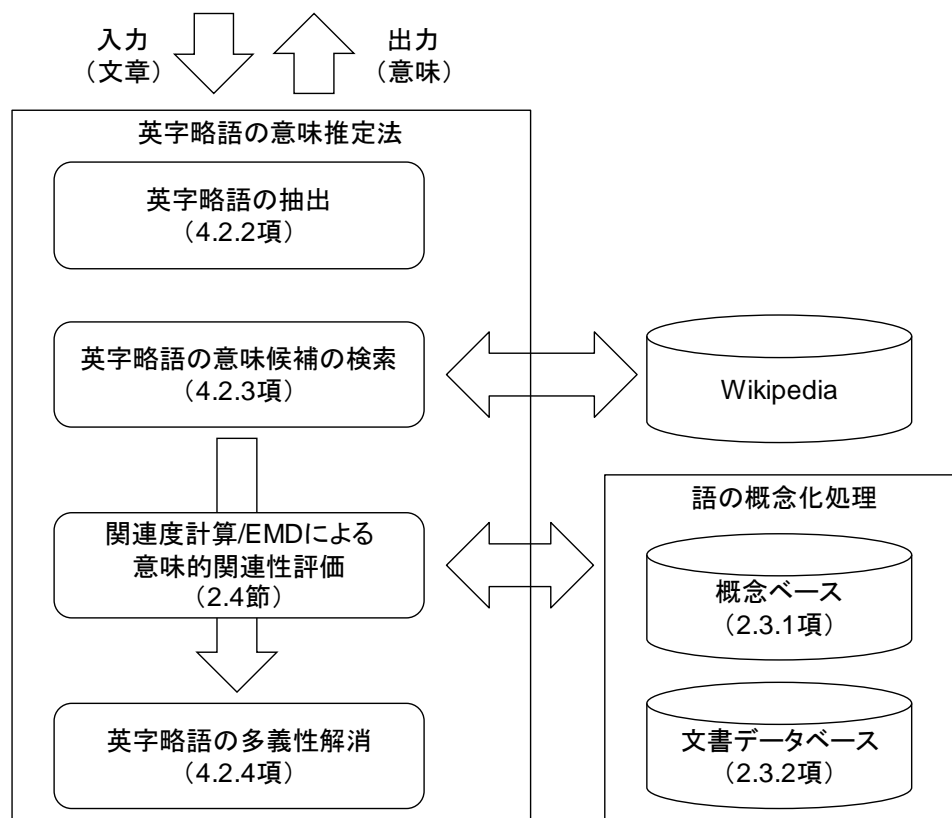 入力
（文章）
出力
（意味）
英字略語の意味推定法
英字略語の抽出
（4.2.2項）
英字略語の意味候補の検索
（4.2.3項）
関連度計算/EMDによる
意味的関連性評価
（2.4節）
英字略語の多義性解消
（4.2.4項）
Wikipedia
語の概念化処理
概念ベース
（2.3.1項）
文書データベース
（2.3.2項）